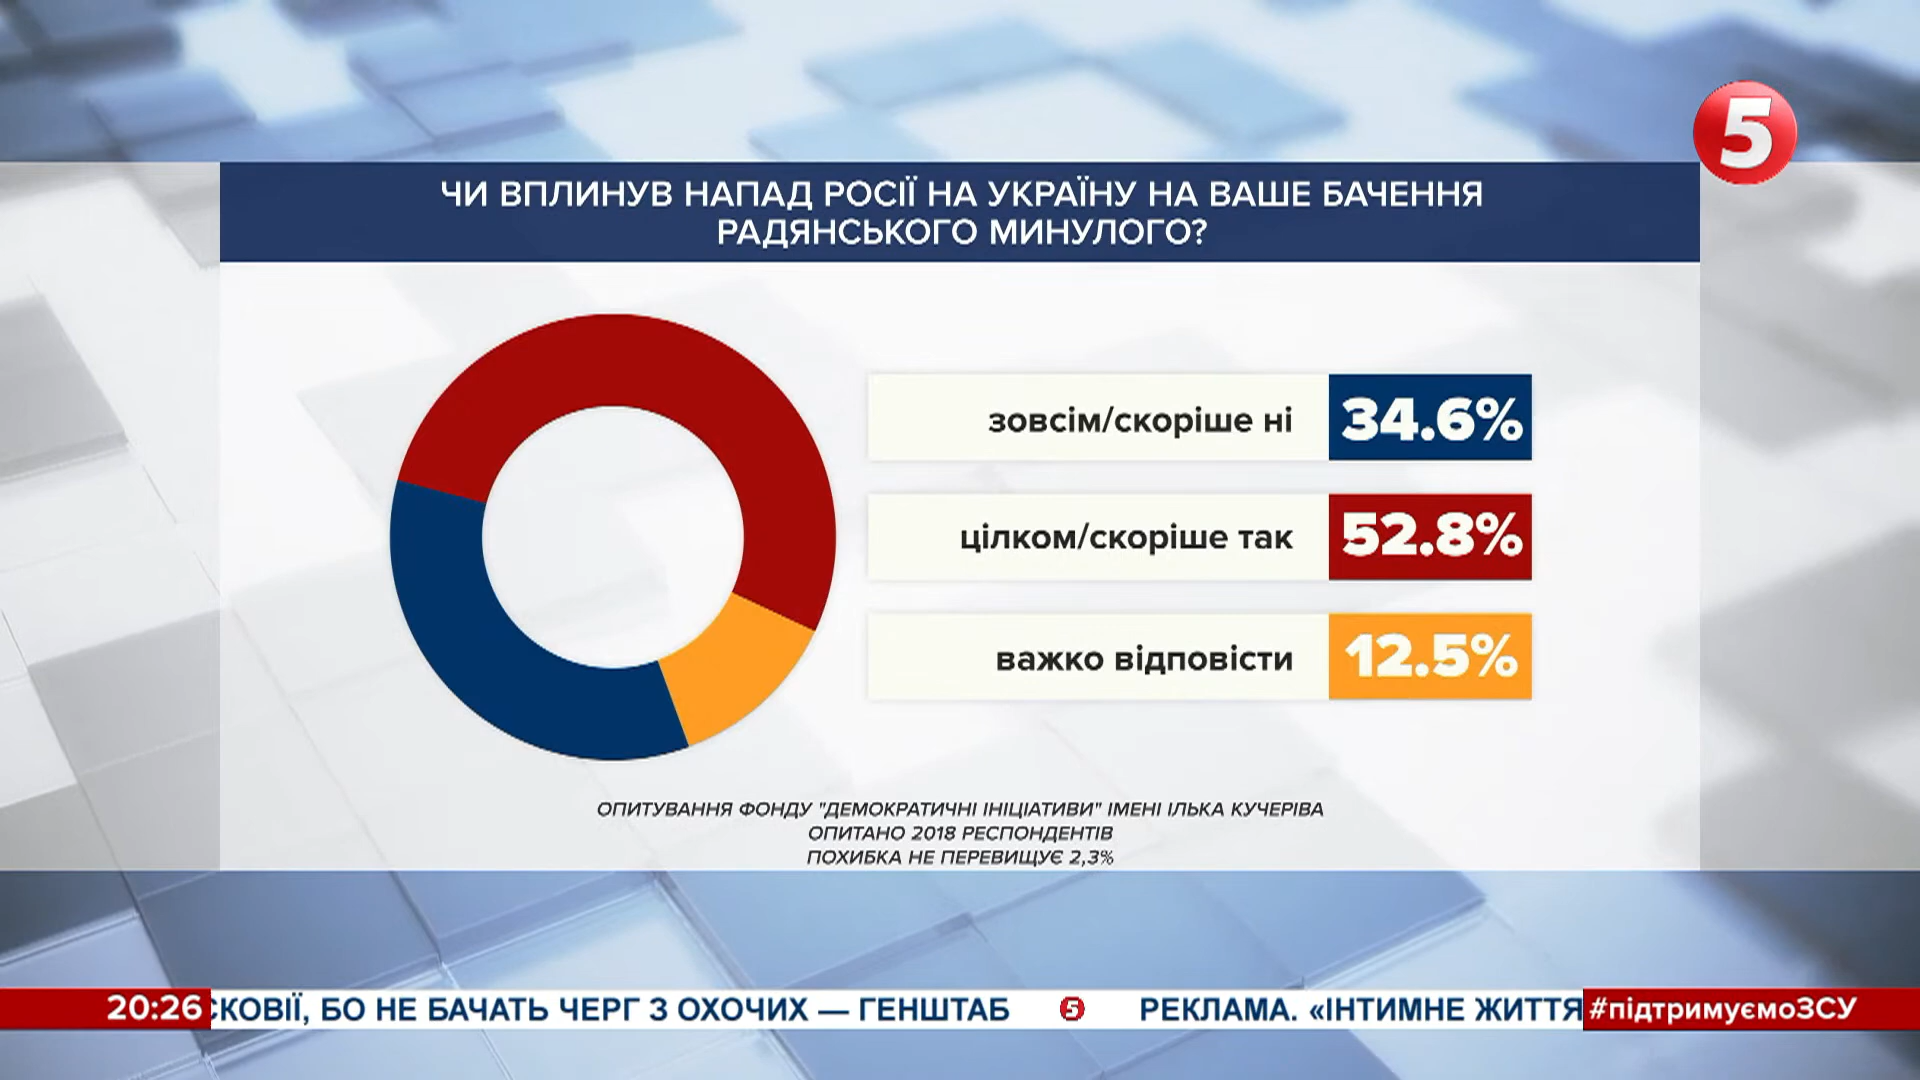 5
ЧИ ВПЛИНУВ НАПАД РОСІЇ НА УКРАЇНУ НА ВАШЕ БАЧЕННЯ
РАДЯНСЬКОГО МИНУЛОГО?
зовсім/скоріше ні 34.6%
цілком/скоріше так 52.8%
важко відповісти 12.5%
ОПИТУВАННЯ ФОНДУ "ДЕМОКРАТИЧНІ ІНІЦІАТИВИ" ІМЕНІ ІЛЬКА КУЧЕРІВА
ОПИТАНО 2018 РЕСПОНДЕНТІВ
ПОХИБКА НЕ ПЕРЕВИЩУЄ 2,3%
20:26 СКОВІЇ, БО НЕ БАЧАТЬ ЧЕРГ З ОХОЧИХ — ГЕНШТАБ 5 РЕКЛАМА. «ІНТИМНЕ ЖИТТЯ #підтримуємоЗСУ